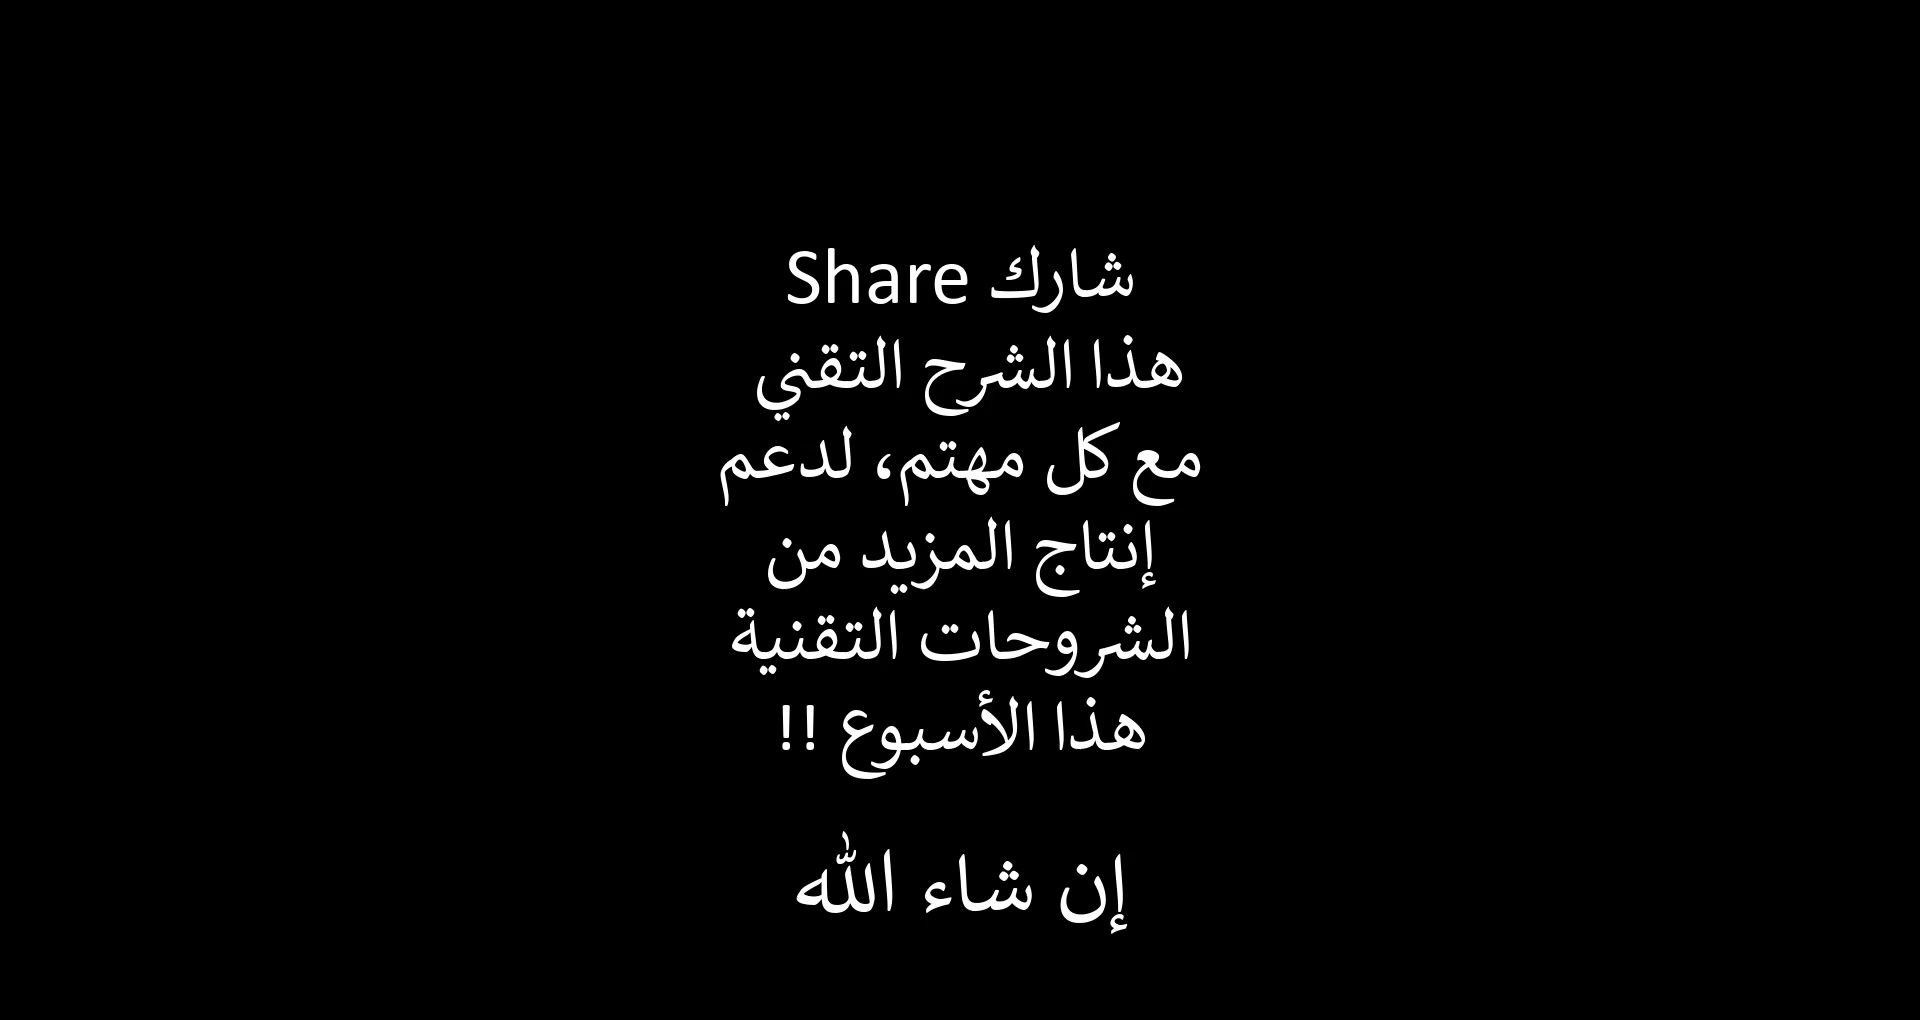 شارك Share
هذا الشرح التقني
مع كل مهتم، لدعم
إنتاج المزيد من
الشروحات التقنية
هذا الأسبوع !!
إن شاء الله